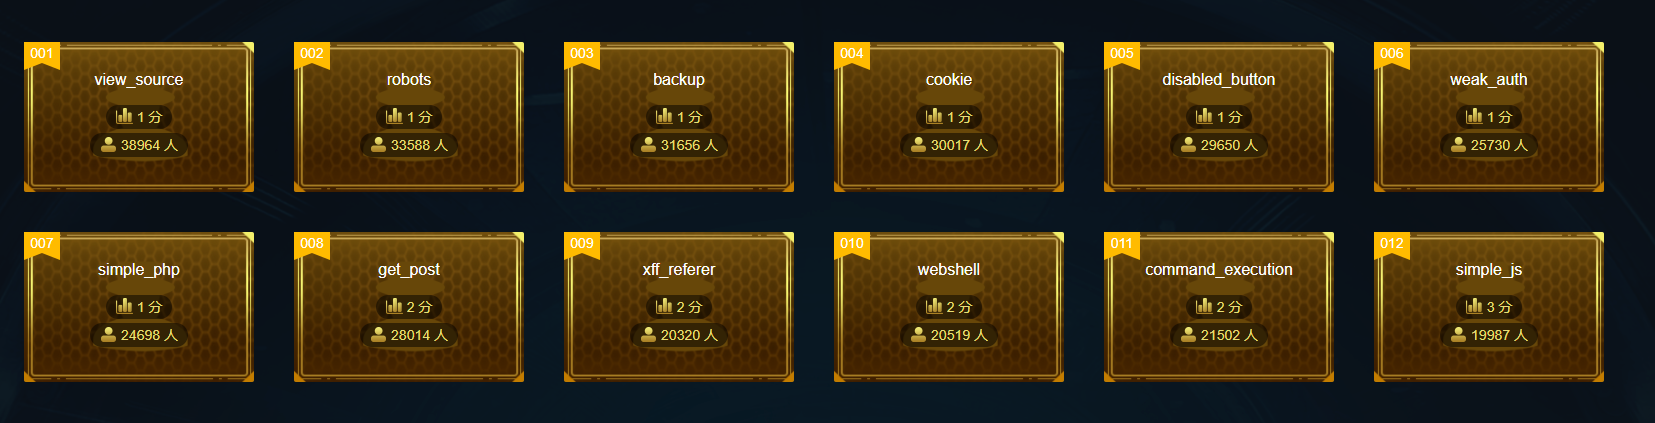 001
view_source
1 分
38964 人
002
robots
1 分
33588 人
003
backup
1 分
31656 人
004
cookie
1 分
30017 人
005
disabled_button
1 分
29650 人
006
weak_auth
1 分
25730 人
007
simple_php
1 分
24698 人
008
get_post
2 分
28014 人
009
xff_referer
2 分
20320 人
010
webshell
2 分
20519 人
011
command_execution
2 分
21502 人
012
simple_js
3 分
19987 人